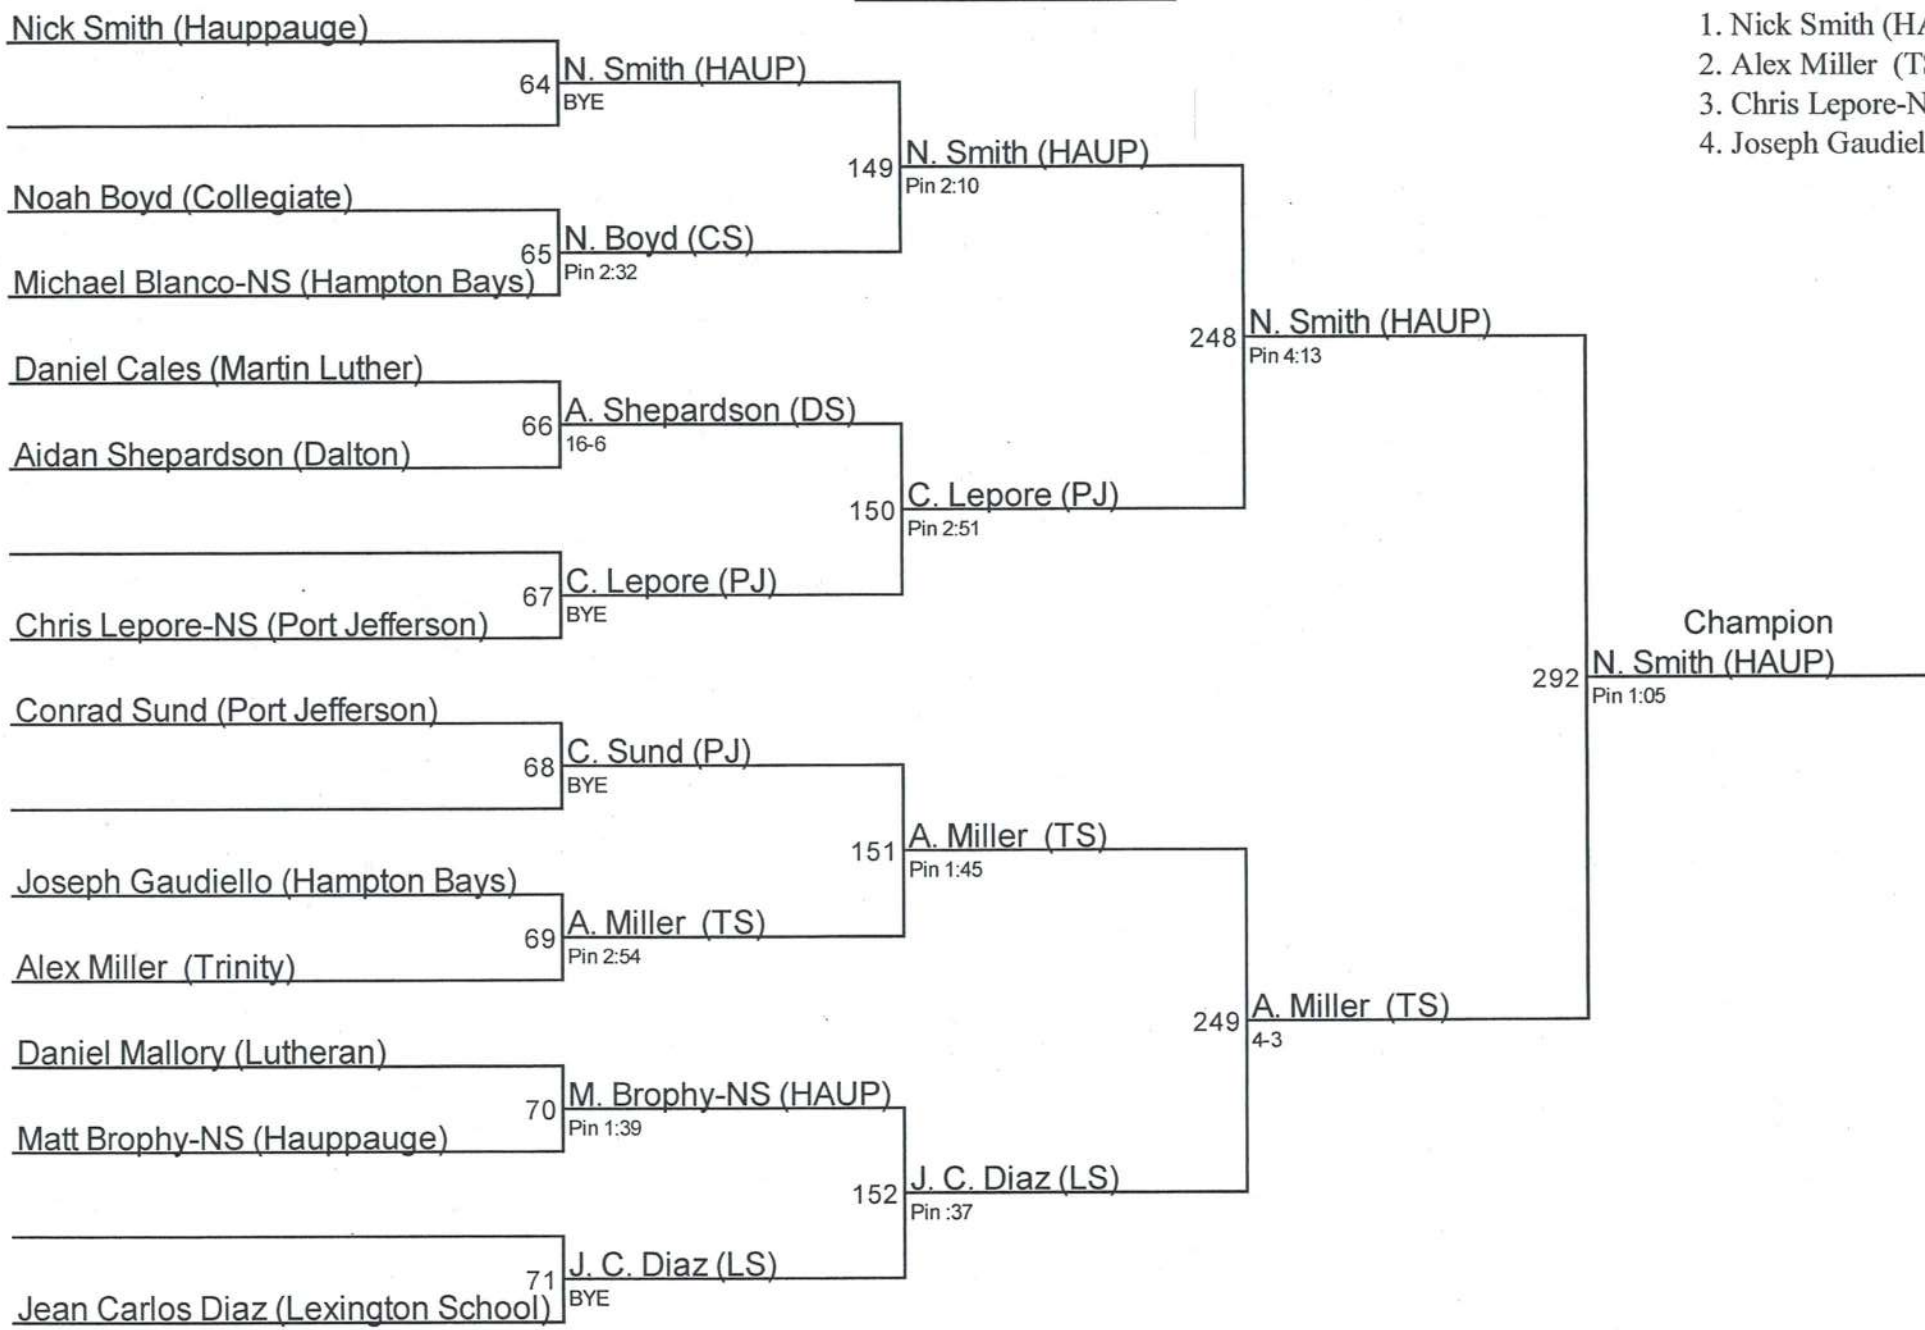 Nick Smith (Hauppauge)
64
N. Smith (HAUP)
BYE
Noah Boyd (Collegiate)
65
N. Boyd (CS)
Pin 2:32
Michael Blanco-NS (Hampton Bays)
149
N. Smith (HAUP)
Pin 2:10
Daniel Cales (Martin Luther)
66
A. Shepardson (DS)
16-6
Aidan Shepardson (Dalton)
67
C. Lepore (PJ)
BYE
Chris Lepore-NS (Port Jefferson)
150
C. Lepore (PJ)
Pin 2:51
248
N. Smith (HAUP)
Pin 4:13
Conrad Sund (Port Jefferson)
68
C. Sund (PJ)
BYE
Joseph Gaudiello (Hampton Bays)
69
A. Miller (TS)
Pin 2:54
Alex Miller (Trinity)
151
A. Miller (TS)
Pin 1:45
Daniel Mallory (Lutheran)
70
M. Brophy-NS (HAUP)
Pin 1:39
Matt Brophy-NS (Hauppauge)
71
J. C. Diaz (LS)
BYE
Jean Carlos Diaz (Lexington School)
152
J. C. Diaz (LS)
Pin :37
249
A. Miller (TS)
4-3
Champion
292
N. Smith (HAUP)
Pin 1:05
1. Nick Smith (HA
2. Alex Miller (TS
3. Chris Lepore-N
4. Joseph Gaudiel